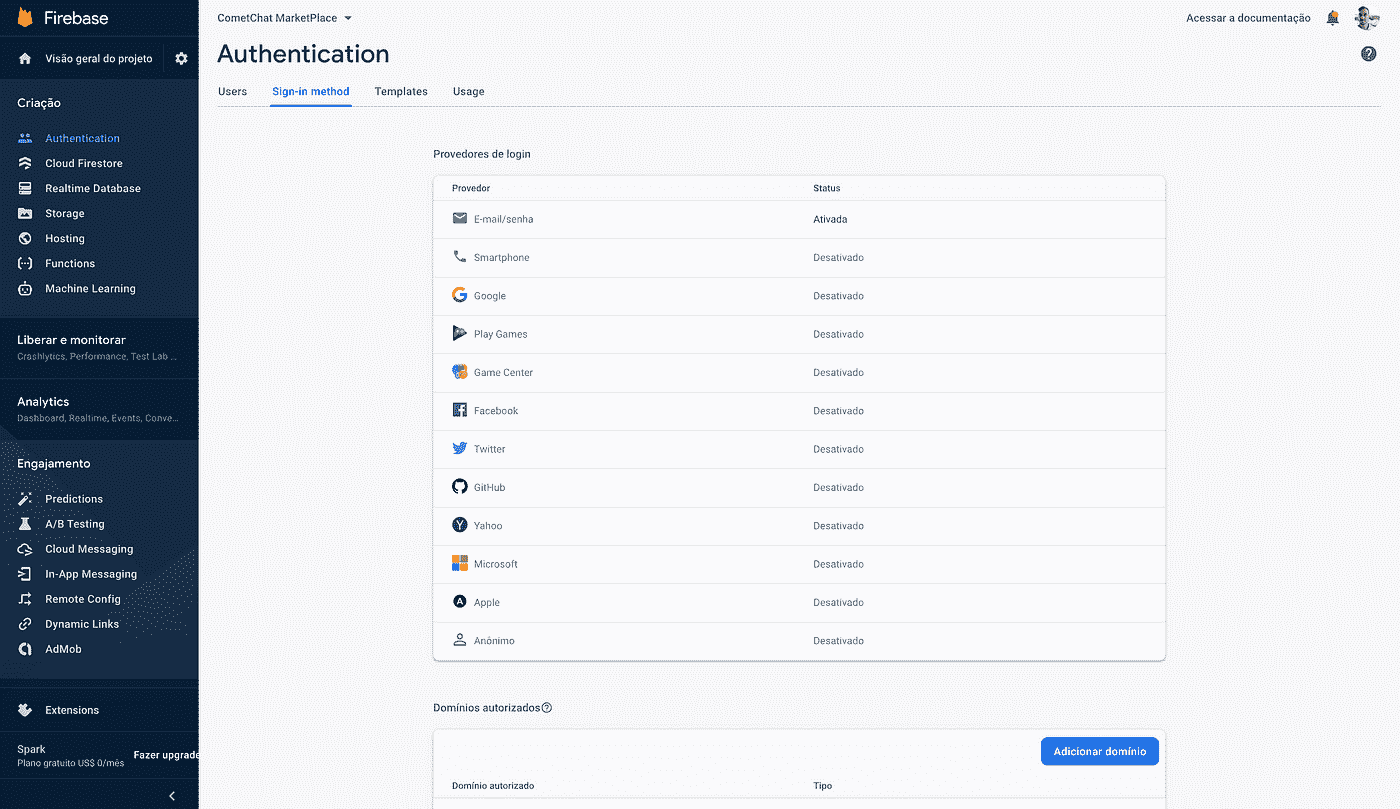 Firebase
Visão geral do projeto
Criação
Authentication
Cloud Firestore
Realtime Database
Storage
Hosting
Functions
Machine Learning
Liberar e monitorar
Crashlytics, Performance, Test Lab ...
Analytics
Dashboard, Realtime, Events, Conve...
Engajamento
Predictions
A/B Testing
Cloud Messaging
In-App Messaging
Remote Config
Dynamic Links
AdMob
Extensions
Spark
Plano gratuito US$ 0/mês
Fazer upgrade
CometChat MarketPlace
Acessar a documentação
Authentication
Users Sign-in method Templates Usage
Provedores de login
Provedor Status
E-mail/senha Ativada
Smartphone Desativado
Google Desativado
Play Games Desativado
Game Center Desativado
Facebook Desativado
Twitter Desativado
GitHub Desativado
Yahoo Desativado
Microsoft Desativado
Apple Desativado
Anônimo Desativado
Domínios autorizados
Adicionar domínio
Domínio autorizado Tipo